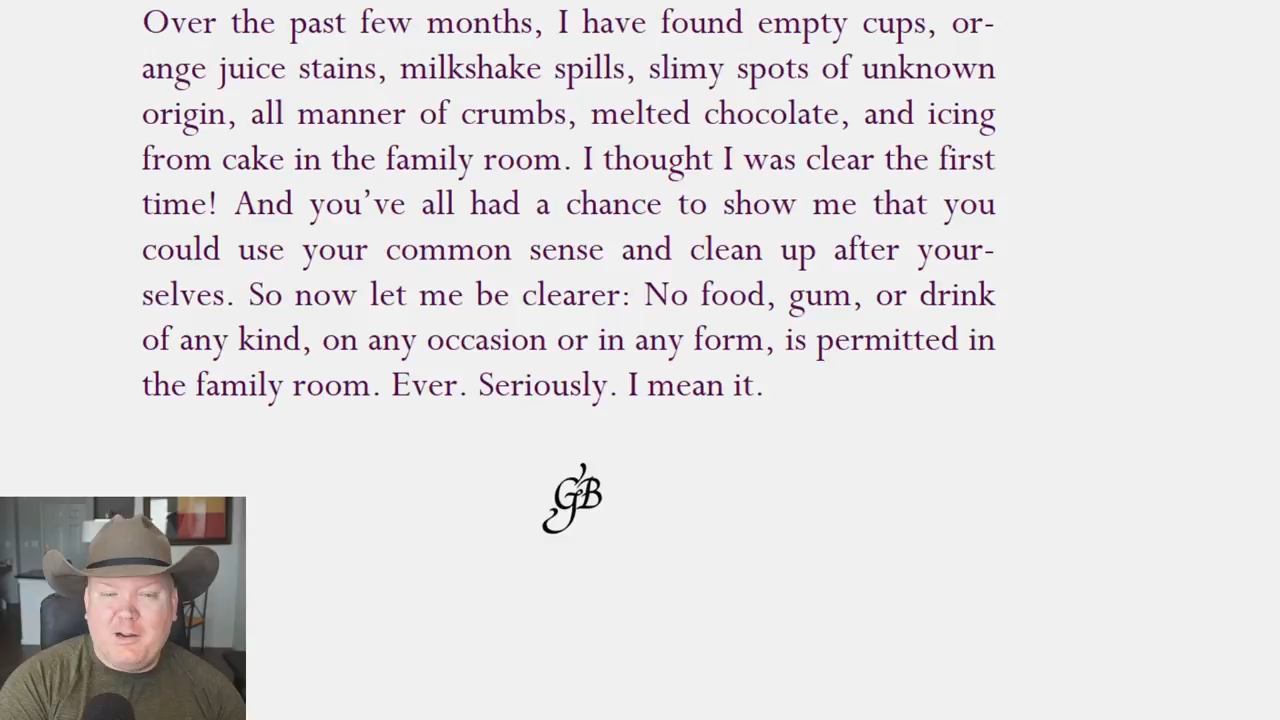 Over the past few months, I have found empty cups, or-
ange juice stains, milkshake spills, slimy spots of unknown
origin, all manner of crumbs, melted chocolate, and icing
from cake in the family room. I thought I was clear the first
time! And you’ve all had a chance to show me that you
could use your common sense and clean up after your-
selves. So now let me be clearer: No food, gum, or drink
of any kind, on any occasion or in any form, is permitted in
the family room. Ever. Seriously. I mean it.
GB